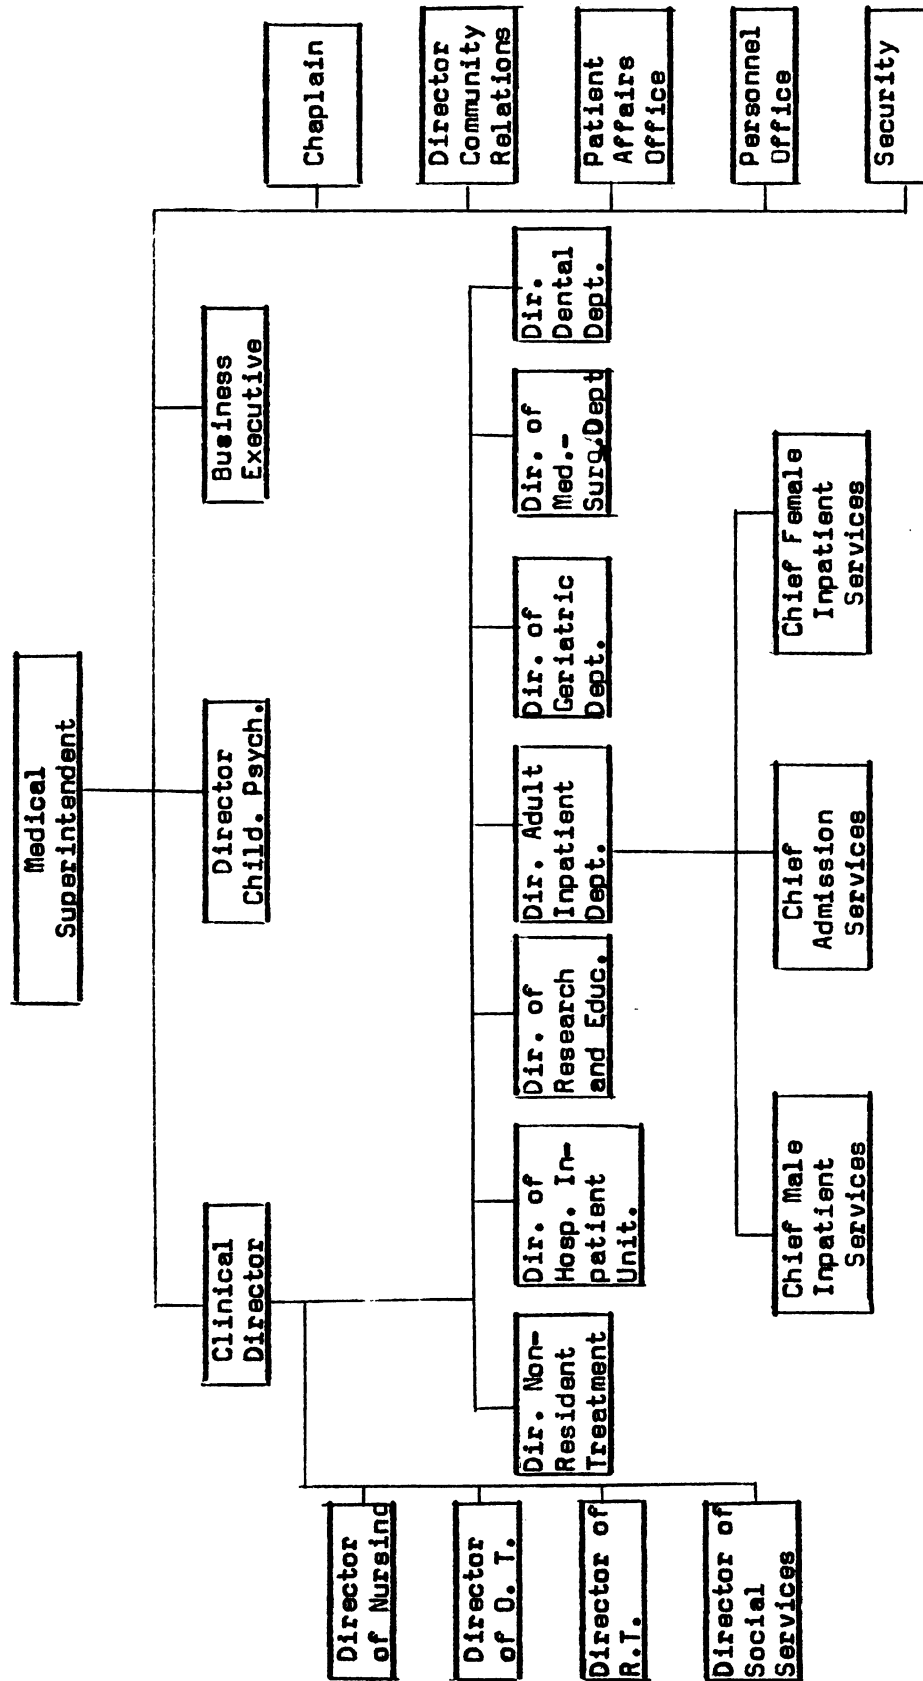 Medical
Superintendent
Clinical
Director
Director
Child. Psych.
Business
Executive
Chaplain
Director
Community
Relations
Patient
Affairs
Office
Personnel
Office
Security
Director
of Nursing
Director
of O. T.
Director of
R.T.
Director of
Social
Services
Dir. Non-
Resident
Treatment
Dir. of
Hosp. In-
patient
Unit.
Dir. of
Research
and Educ.
Dir. Adult
Inpatient
Dept.
Dir. of
Geriatric
Dept.
Dir. of
Med.-
Surg.Dept
Dir.
Dental
Dept.
Chief Male
Inpatient
Services
Chief
Admission
Services
Chief Female
Inpatient
Services